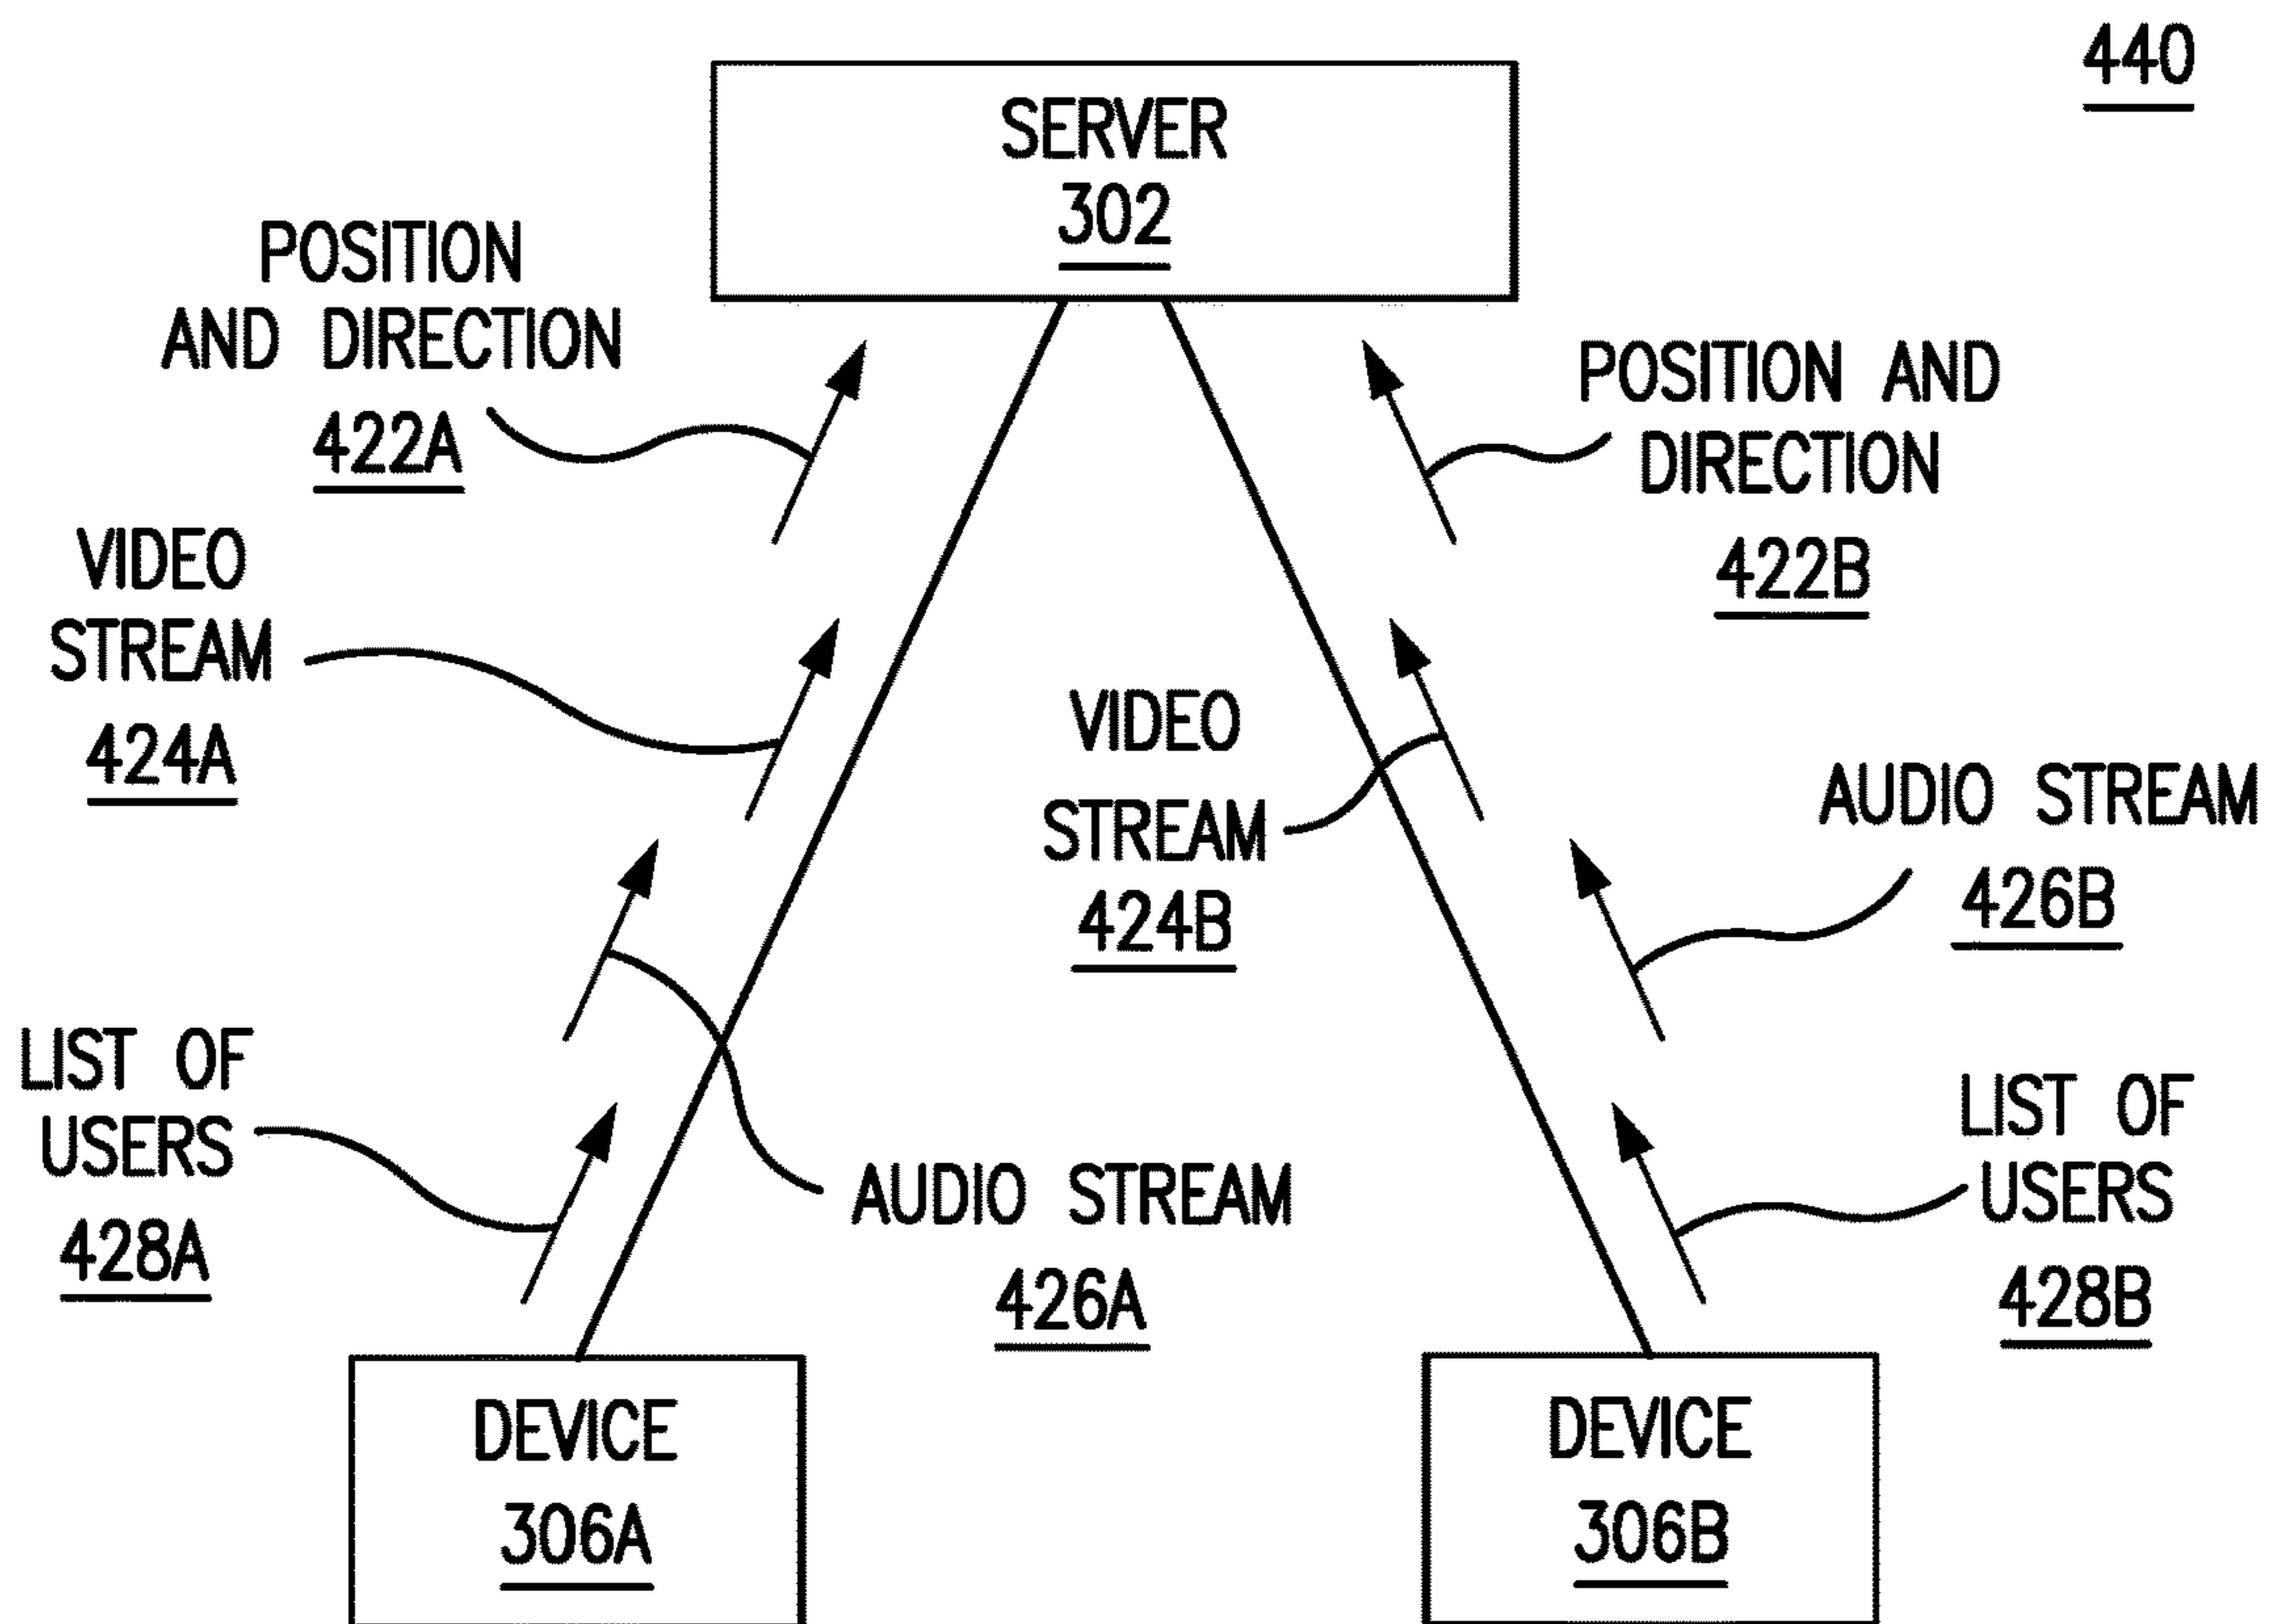 440
SERVER
302
POSITION
AND DIRECTION
422A
POSITION AND
DIRECTION
422B
VIDEO
STREAM
424A
VIDEO
STREAM
424B
AUDIO STREAM
426B
LIST OF
USERS
428A
AUDIO STREAM
426A
LIST OF
USERS
428B
DEVICE
306A
DEVICE
306B